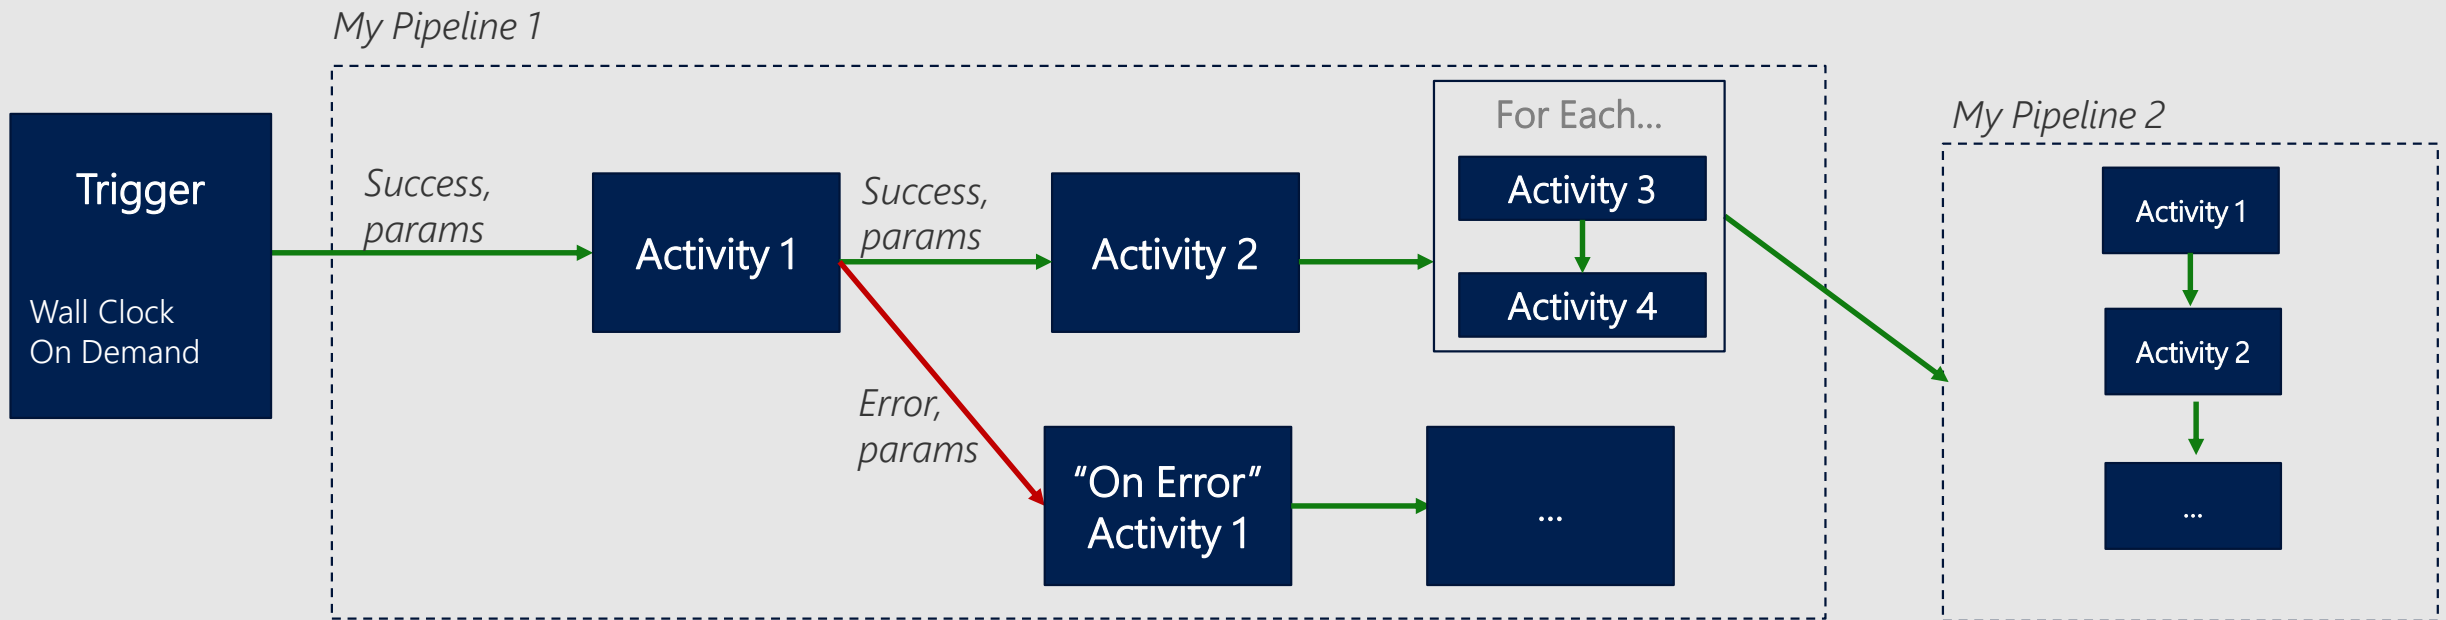 My Pipeline 1
Trigger
Wall Clock
On Demand
Success,
params
Activity 1
Success,
params
Activity 2
For Each...
Activity 3
Activity 4
Error,
params
“On Error”
Activity 1
...
My Pipeline 2
Activity 1
Activity 2
...